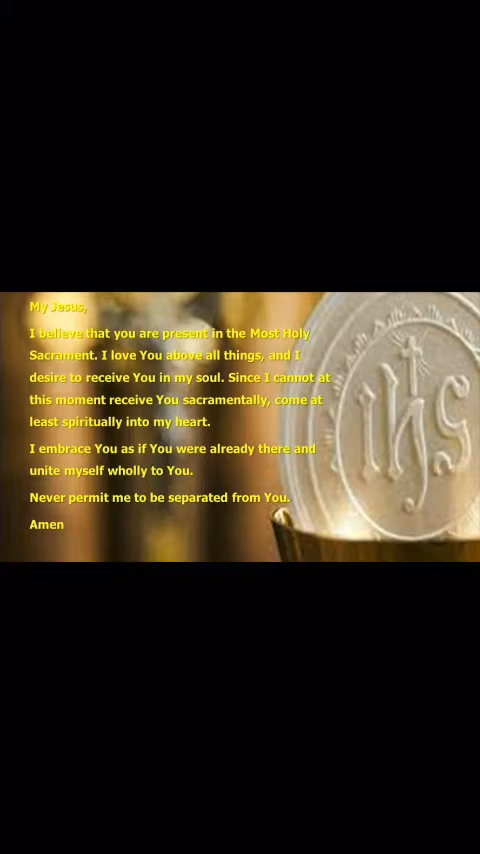 My Jesus,
I believe that you are present in the Most Holy
Sacrament. I love You above all things, and I
desire to receive You in my soul. Since I cannot at
this moment receive You sacramentally, come at
least spiritually into my heart.
I embrace You as if You were already there and
unite myself wholly to You.
Never permit me to be separated from You.
Amen
ihs